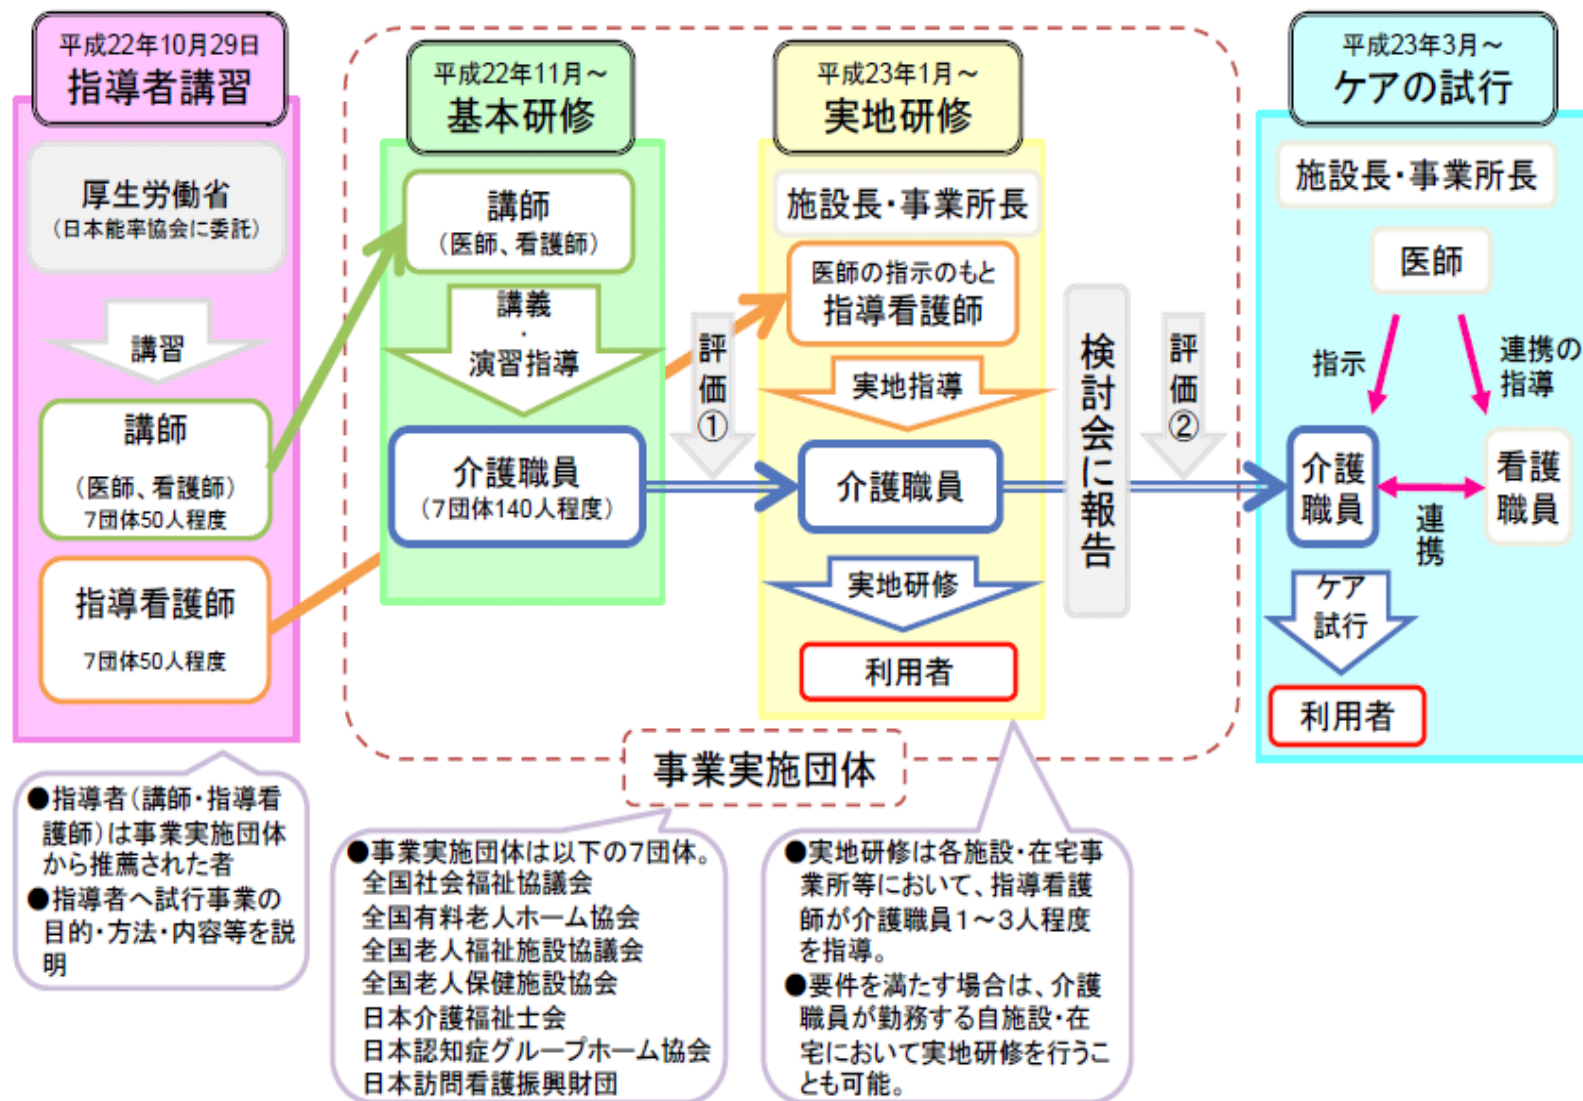 平成22年10月29日
指導者講習
厚生労働省
（日本能率協会に委託）
講習
講師
（医師、看護師）
7団体50人程度
指導看護師
7団体50人程度
平成22年11月～
基本研修
講師
（医師、看護師）
講義
・
演習指導
介護職員
（7団体140人程度）
評価①
平成23年1月～
実地研修
施設長・事業所長
医師の指示のもと
指導看護師
実地指導
介護職員
実地研修
利用者
検討会に報告
評価②
平成23年3月～
ケアの試行
施設長・事業所長
医師
指示
連携の
指導
介護
職員
看護
職員
連携
ケア
試行
利用者
事業実施団体
●指導者（講師・指導看
護師）は事業実施団体
から推薦された者
●指導者へ試行事業の
目的・方法・内容等を説
明
●事業実施団体は以下の7団体。
全国社会福祉協議会
全国有料老人ホーム協会
全国老人福祉施設協議会
全国老人保健施設協会
日本介護福祉士会
日本認知症グループホーム協会
日本訪問看護振興財団
●実地研修は各施設・在宅事
業所等において、指導看護
師が介護職員1～3人程度
を指導。
●要件を満たす場合は、介護
職員が勤務する自施設・在
宅において実地研修を行うこ
とも可能。